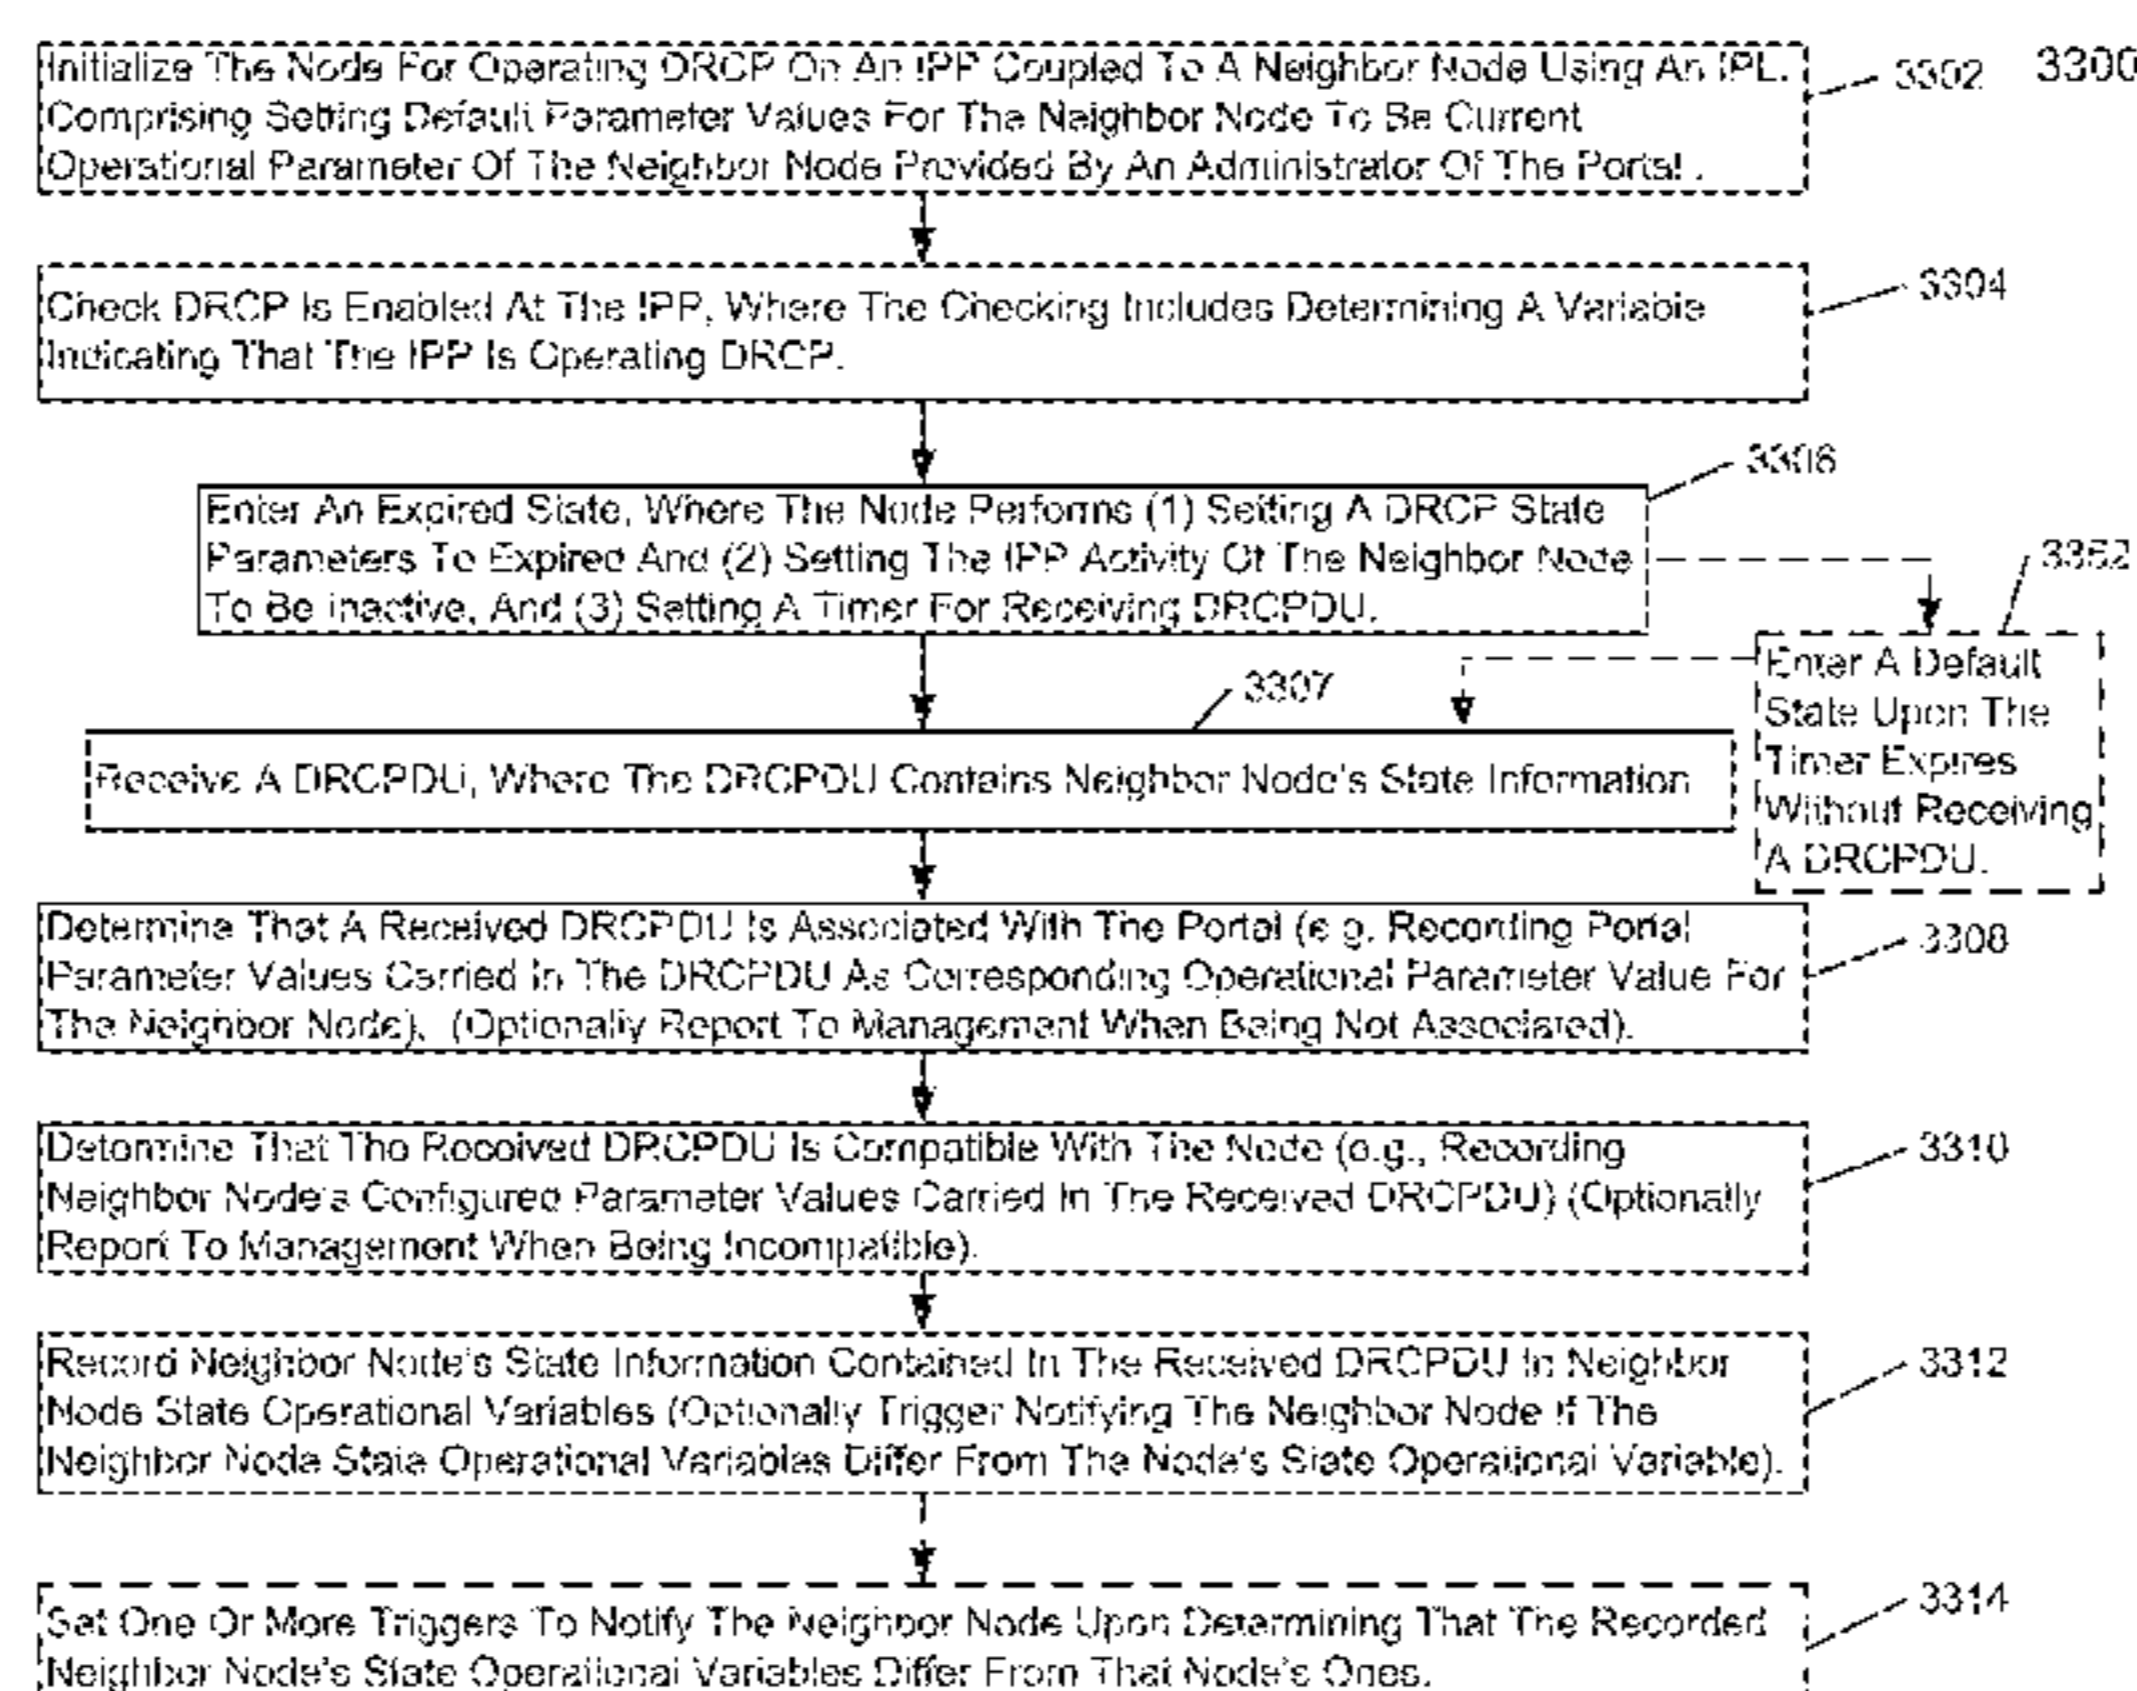 3300
Initialize The Node For Operating DRCP On An IPP Coupled To A Neighbor Node Using An IPL.
Comprising Setting Default Parameter Values For The Neighbor Node To Be Current
Operational Parameter Of The Neighbor Node Provided By An Administrator Of The Portal .
3302
Check DRCP Is Enabled At The IPP, Where The Checking Includes Determining A Variable
Indicating That The IPP Is Operating DRCP.
3304
Enter An Expired State, Where The Node Performs (1) Setting A DRCP State
Parameters To Expired And (2) Setting The IPP Activity Of The Neighbor Node
To Be inactive, And (3) Setting A Timer For Receiving DRCPDU.
3306
3352
Enter A Default
State Upon The
Timer Expires
Without Receiving
A DRCPDU.
3307
Receive A DRCPDU, Where The DRCPDU Contains Neighbor Node's State Information
Determine That A Received DRCPDU Is Associated With The Portal (e.g. Recording Portal
Parameter Values Carried In The DRCPDU As Corresponding Operational Parameter Value For
The Neighbor Node). (Optionally Report To Management When Being Not Associated).
3308
Determine That The Received DRCPDU Is Compatible With The Node (e.g., Recording
Neighbor Node's Configured Parameter Values Carried In The Received DRCPDU) (Optionally
Report To Management When Being Incompatible).
3310
Record Neighbor Node's State Information Contained In The Received DRCPDU In Neighbor
Node State Operational Variables (Optionally Trigger Notifying The Neighbor Node If The
Neighbor Node State Operational Variables Differ From The Node's State Operational Variable).
3312
Set One Or More Triggers To Notify The Neighbor Node Upon Determining That The Recorded
Neighbor Node's State Operational Variables Differ From That Node's Ones.
3314